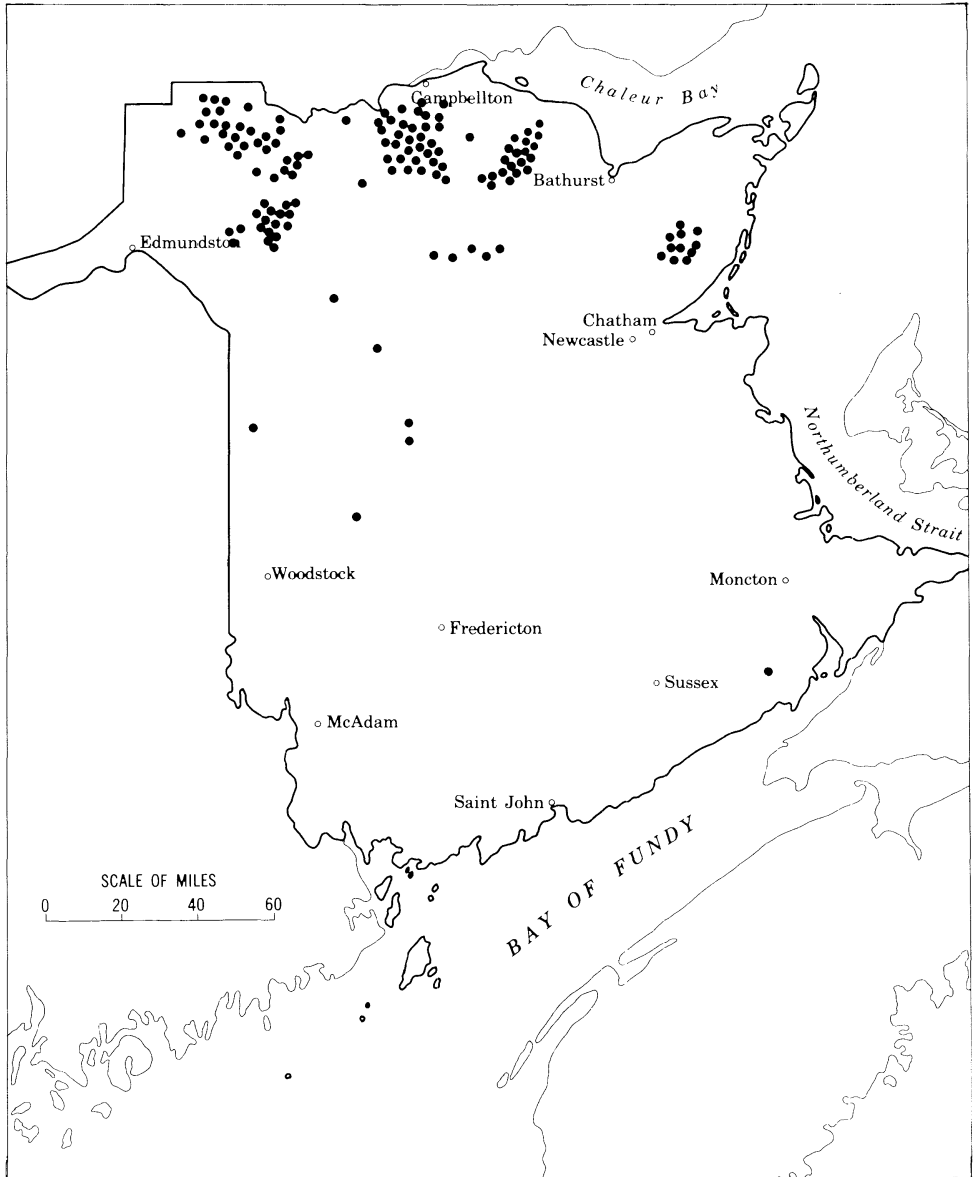 Campbellton
Chaleur Bay
Bathurst
Edmundston
Chatham
Newcastle
Northumberland Strait
Woodstock
Moncton
Fredericton
Sussex
McAdam
Saint John
BAY OF FUNDY
SCALE OF MILES
0 20 40 60